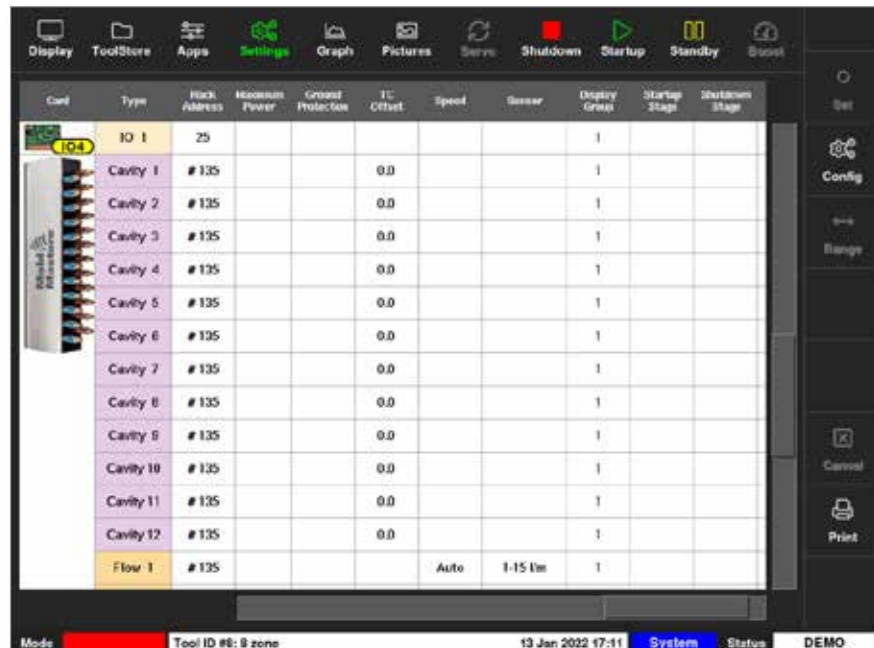 Display ToolStore Apps Settings Graph Pictures Servo Shutdown Startup Standby Boost
Card Type Rack Address Maximum Power Ground Protection TC Offset Speed Sensor Display Group Startup Stage Shutdown Stage
IO4 IO 1 25 1
Cavity 1 # 135 0.0 1
Cavity 2 # 135 0.0 1
Cavity 3 # 135 0.0 1
Cavity 4 # 135 0.0 1
Cavity 5 # 135 0.0 1
Cavity 6 # 135 0.0 1
Cavity 7 # 135 0.0 1
Cavity 8 # 135 0.0 1
Cavity 9 # 135 0.0 1
Cavity 10 # 135 0.0 1
Cavity 11 # 135 0.0 1
Cavity 12 # 135 0.0 1
Flow 1 # 135 Auto 1-15 l/m 1
Mold Masters
Set
Config
Range
Cancel
Print
Mode Tool ID #8: 8 zone 13 Jan 2022 17:11 System Status DEMO